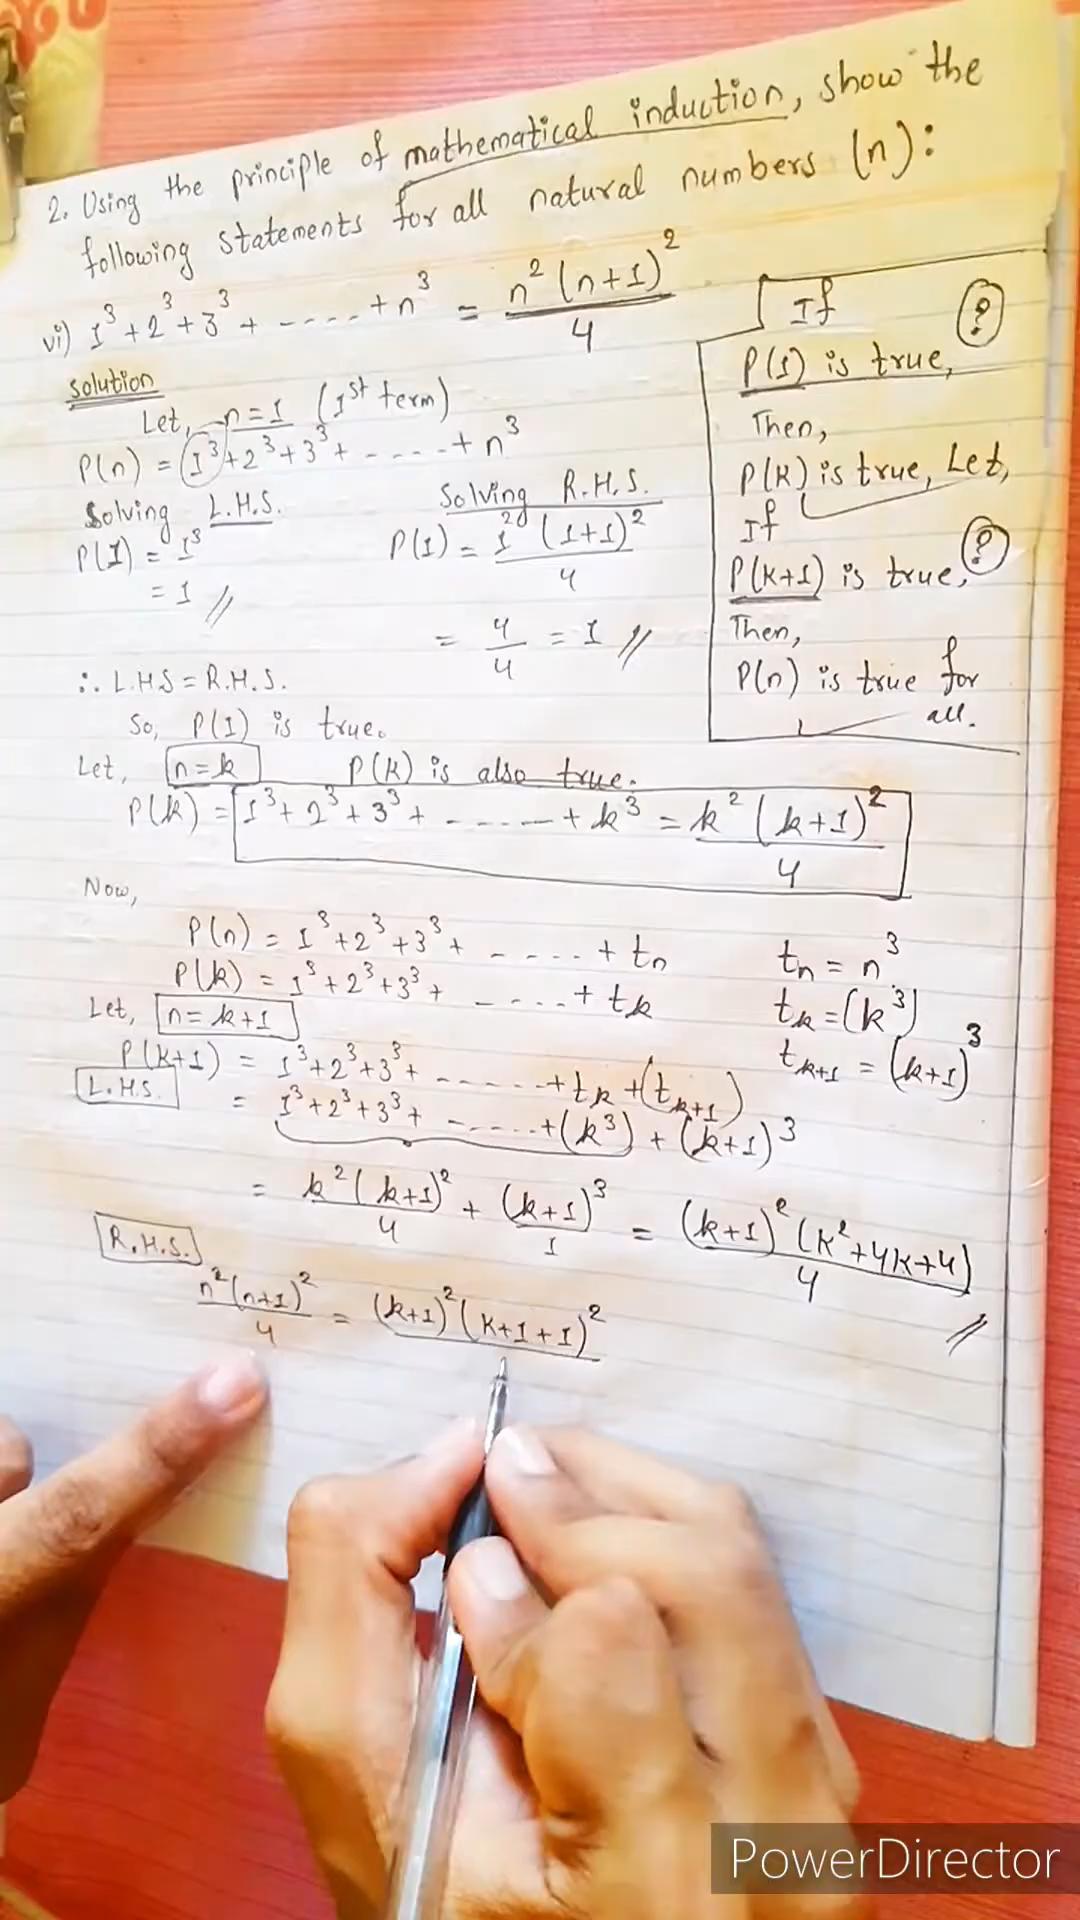 2. Using the principle of mathematical induction, show the
following statements for all natural numbers (n):
vi) 1³ + 2³ + 3³ + ----- + n³ = n²(n+1)²/4
Solution
Let, n=1 (1st term)
P(n) = 1³+2³+3³+ ------ + n³
Solving L.H.S.
P(1) = 1³
= 1 //
Solving R.H.S.
P(1) = 1²(1+1)²/4
= 4/4 = 1 //
∴ L.H.S = R.H.S.
So, P(1) is true.
If
P(1) is true, ?
Then,
P(k) is true, Let,
If
P(k+1) is true, ?
Then,
P(n) is true for
all.
Let, n=k P(k) is also true.
P(k) = 1³+2³+3³+ ------ + k³ = k²(k+1)²/4
Now,
P(n) = 1³+2³+3³+ ----- + tn
P(k) = 1³+2³+3³+ ----- + tk
tn = n³
tk = (k³)
tk+1 = (k+1)³
Let, n=k+1
P(k+1) = 1³+2³+3³+ ------ + tk + (tk+1)
L.H.S.
= 1³+2³+3³+ ------ + (k³) + (k+1)³
= k²(k+1)²/4 + (k+1)³/1 = (k+1)²(k²+4k+4)/4 //
R.H.S.
n²(n+1)²/4 = (k+1)²(k+1+1)²
PowerDirector